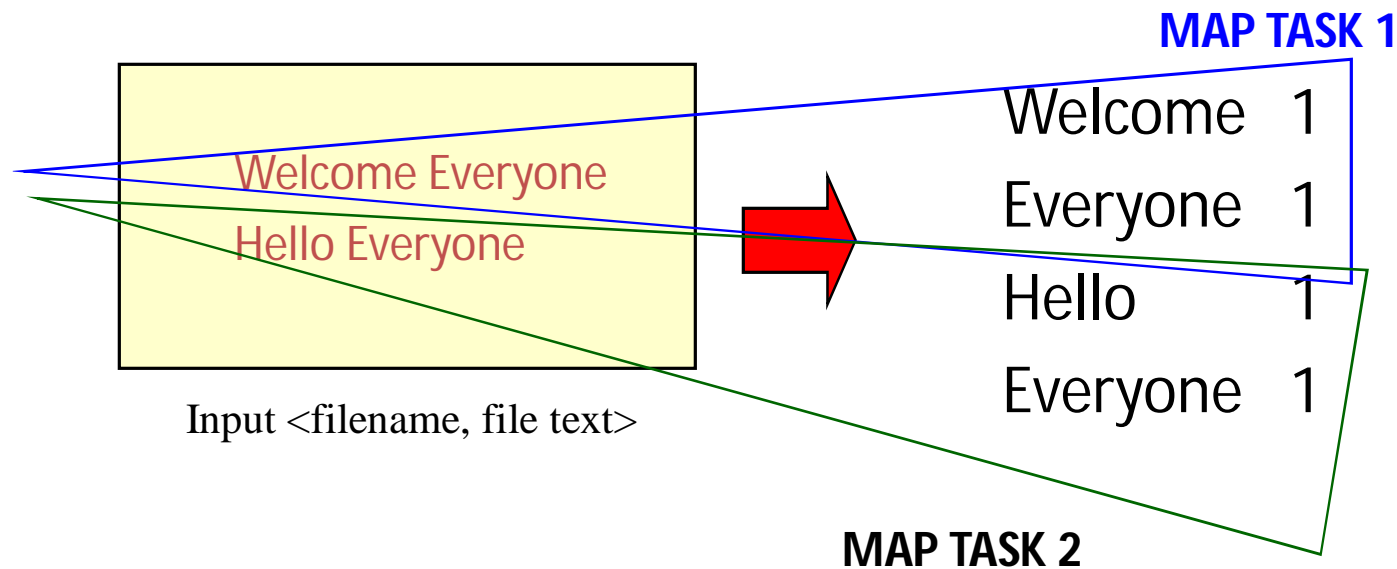 MAP TASK 1
Welcome Everyone
Hello Everyone
Input <filename, file text>
Welcome 1
Everyone 1
Hello 1
Everyone 1
MAP TASK 2